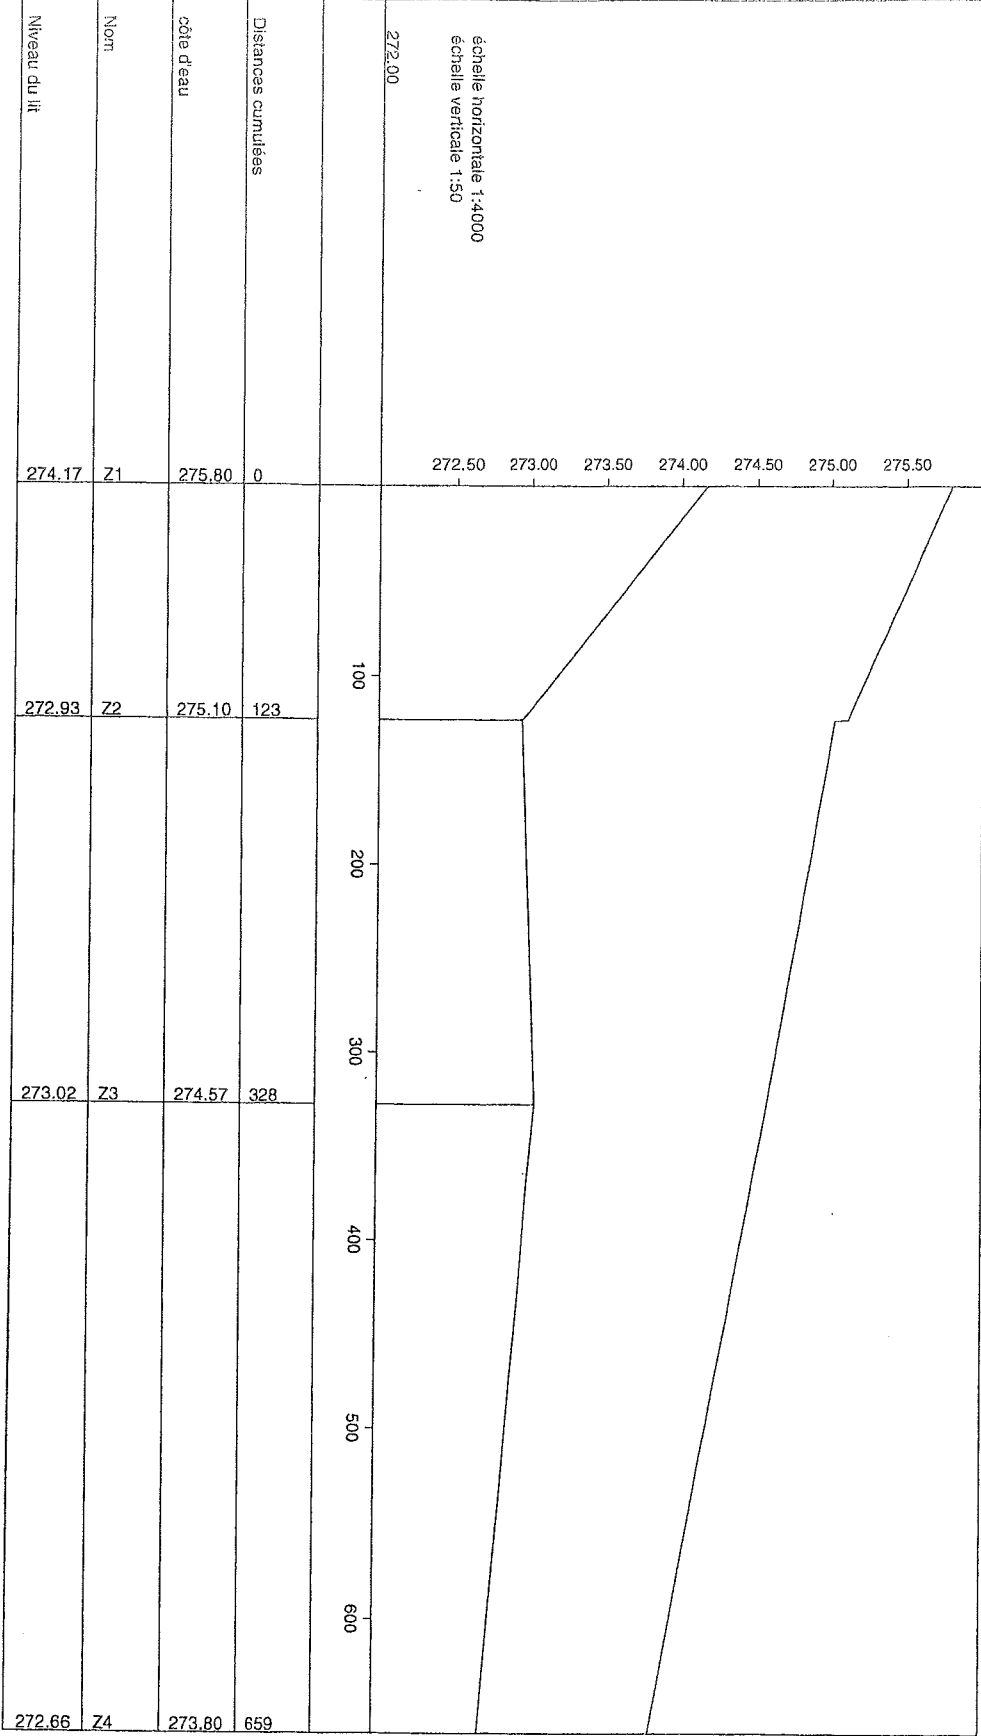 échelle horizontale 1:4000
échelle verticale 1:50
272.00
272.50 273.00 273.50 274.00 274.50 275.00 275.50
100 200 300 400 500 600
Distances cumulées 0 123 328 659
côte d'eau 275.80 275.10 274.57 273.80
Nom Z1 Z2 Z3 Z4
Niveau du lit 274.17 272.93 273.02 272.66